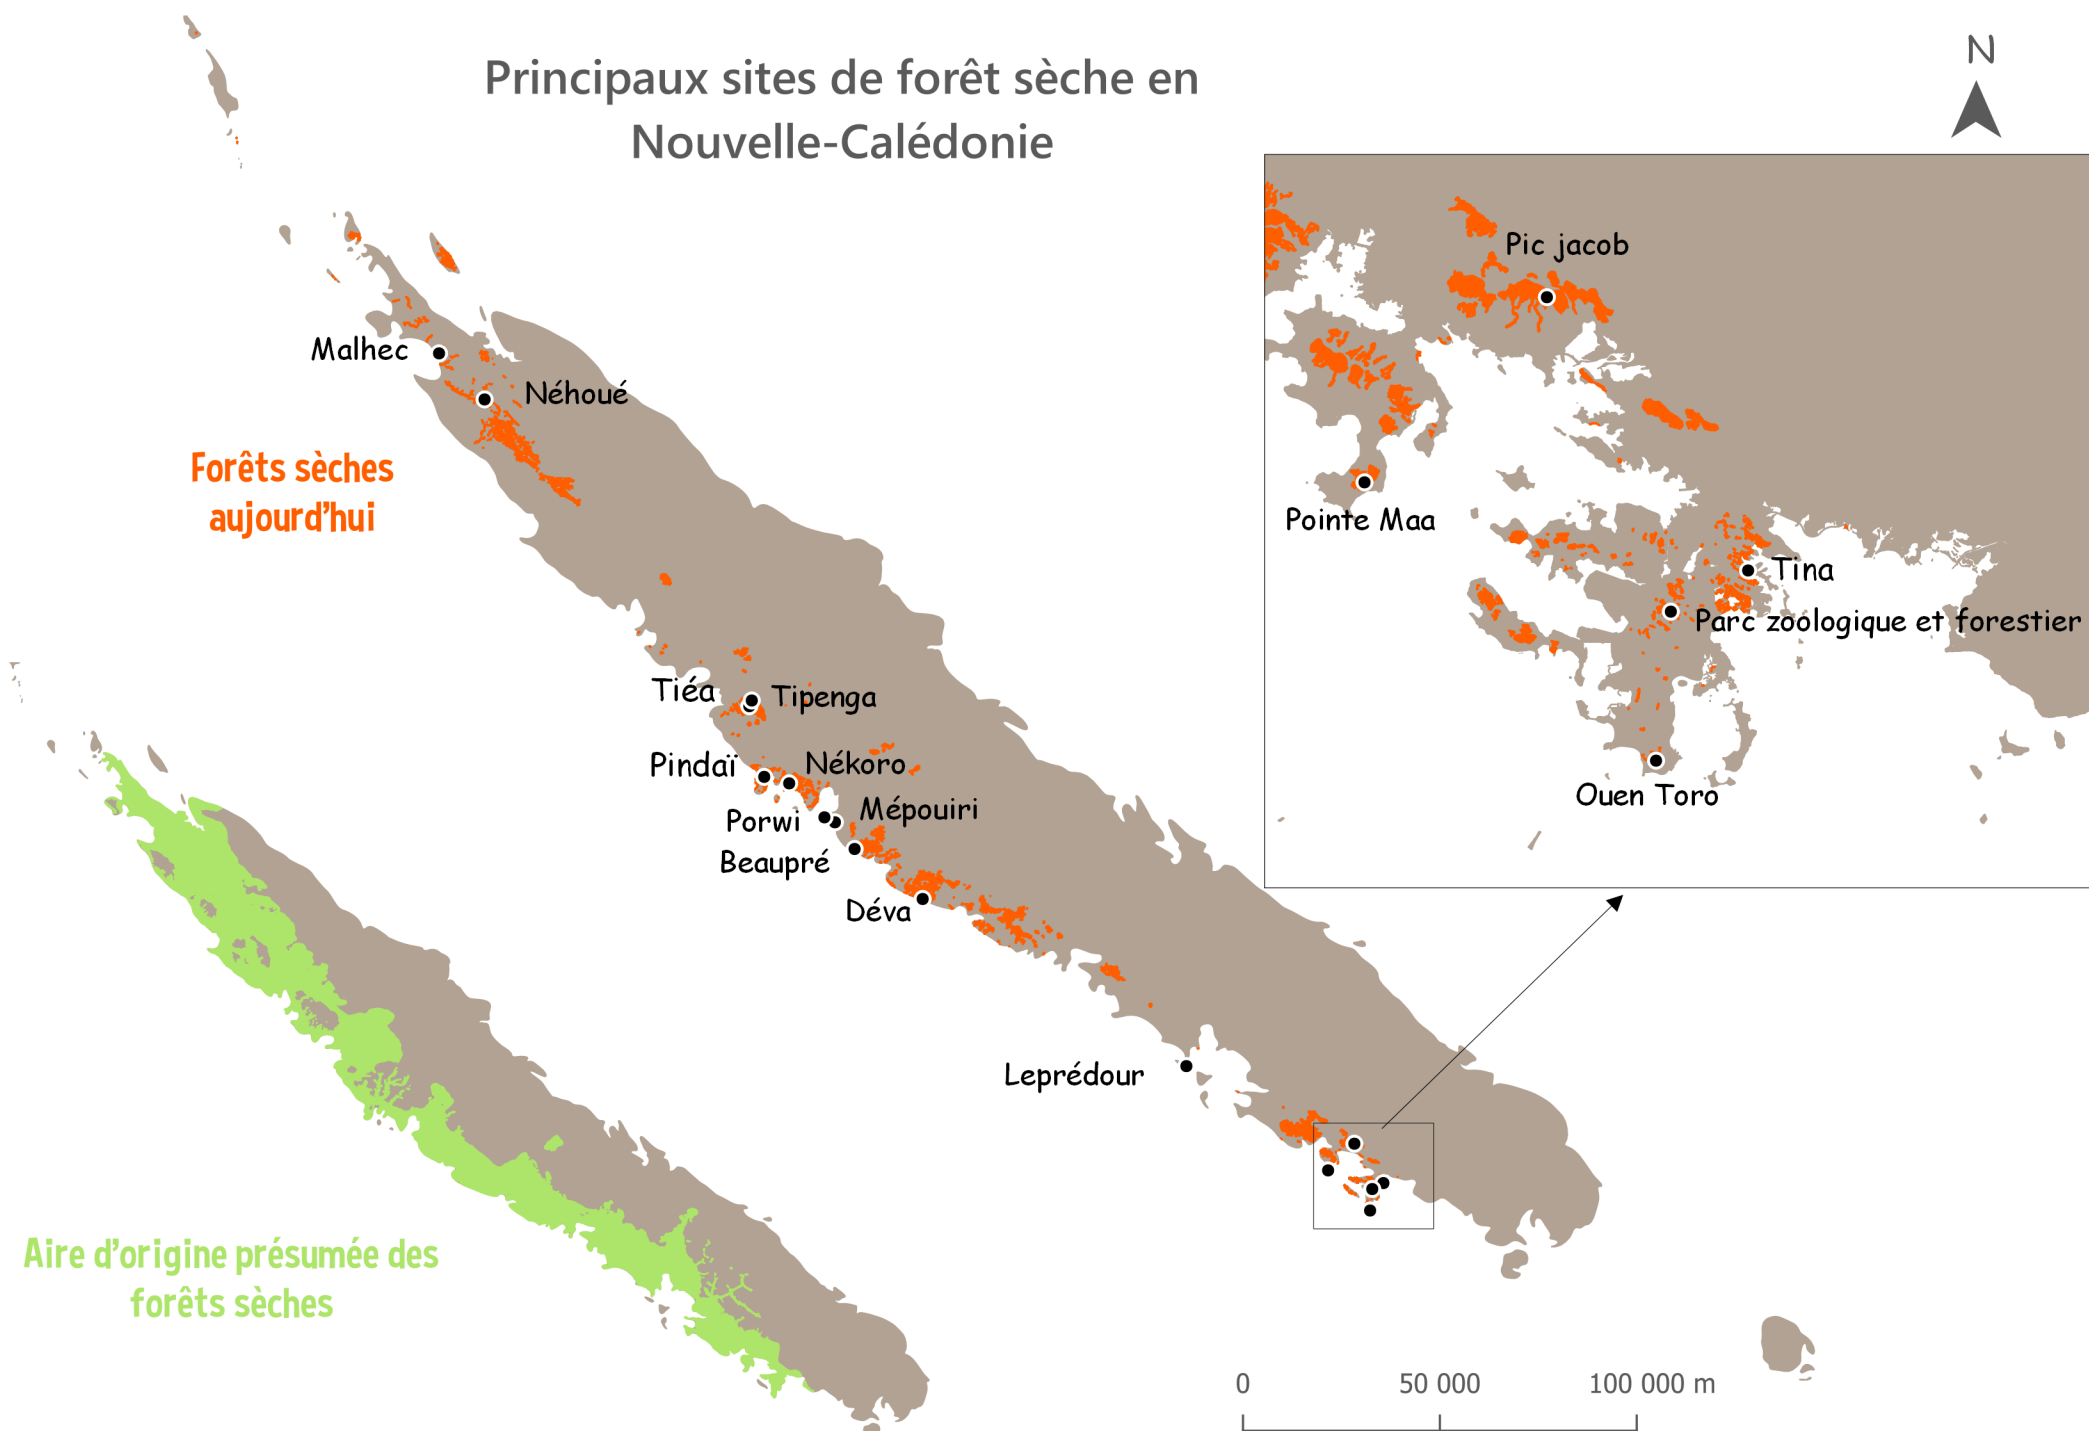 Principaux sites de forêt sèche en
Nouvelle-Calédonie
N
Pic jacob
Pointe Maa
Tina
Parc zoologique et forestier
Ouen Toro
Malhec
Néhoué
Forêts sèches
aujourd'hui
Tiéa
Tipenga
Pindaï
Nékoro
Porwi
Mépouiri
Beaupré
Déva
Leprédour
Aire d'origine présumée des
forêts sèches
0 50 000 100 000 m